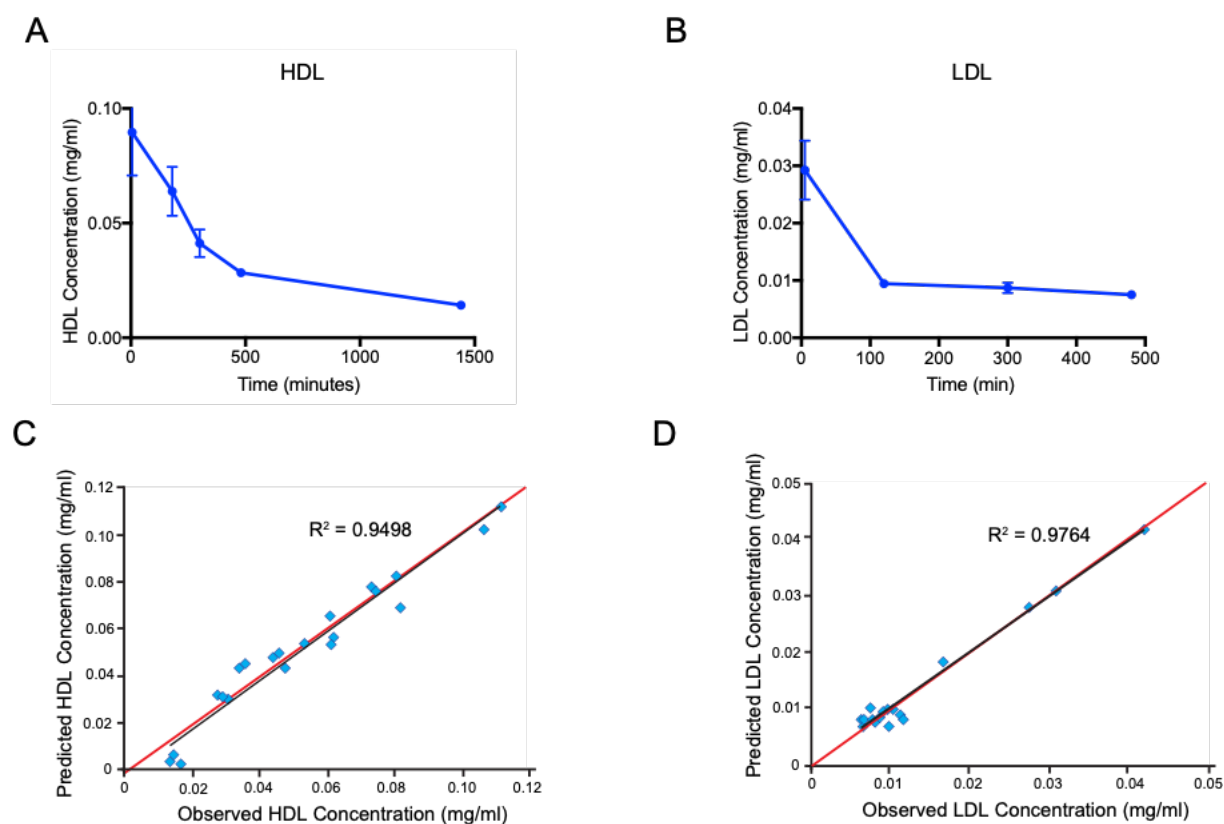 A
HDL
HDL Concentration (mg/ml)
0.10
0.05
0.00
0 500 1000 1500
Time (minutes)
B
LDL
LDL Concentration (mg/ml)
0.04
0.03
0.02
0.01
0.00
0 100 200 300 400 500
Time (min)
C
Predicted HDL Concentration (mg/ml)
0.12
0.10
0.08
0.06
0.04
0.02
0
R² = 0.9498
0 0.02 0.04 0.06 0.08 0.10 0.12
Observed HDL Concentration (mg/ml)
D
Predicted LDL Concentration (mg/ml)
0.05
0.04
0.03
0.02
0.01
0
R² = 0.9764
0 0.01 0.02 0.03 0.04 0.05
Observed LDL Concentration (mg/ml)